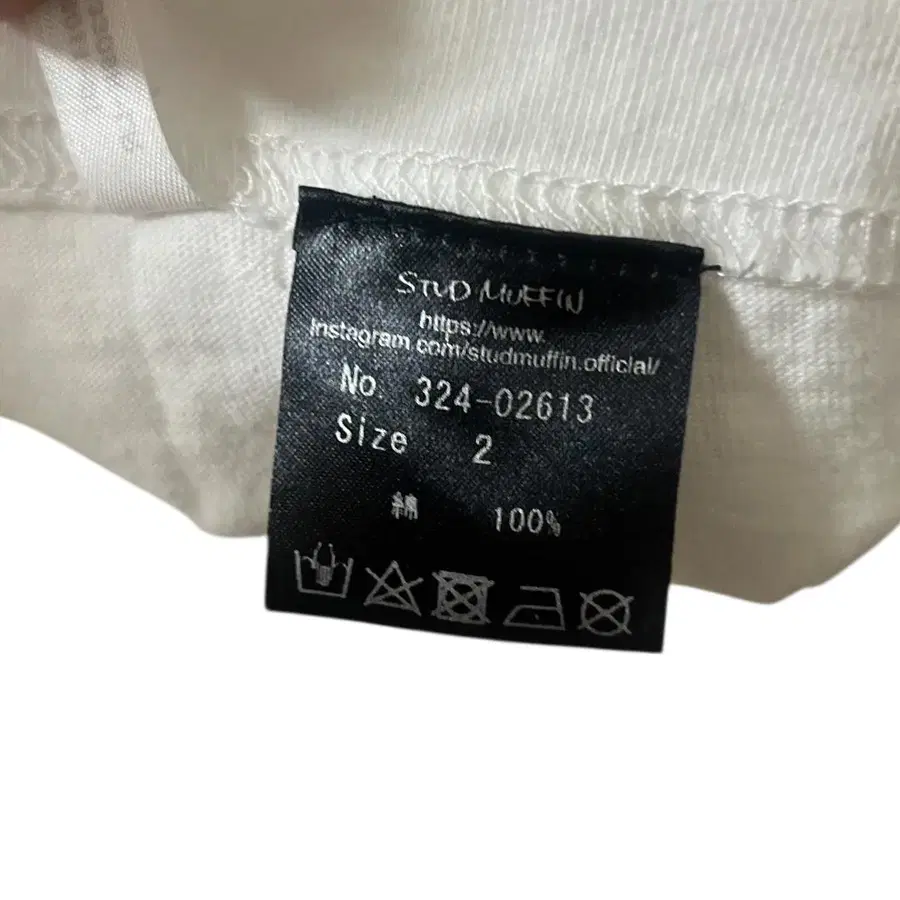 STUD MUFFIN
https://www.
instagram.com/studmuffin.official/
No. 324-02613
Size 2
綿 100%